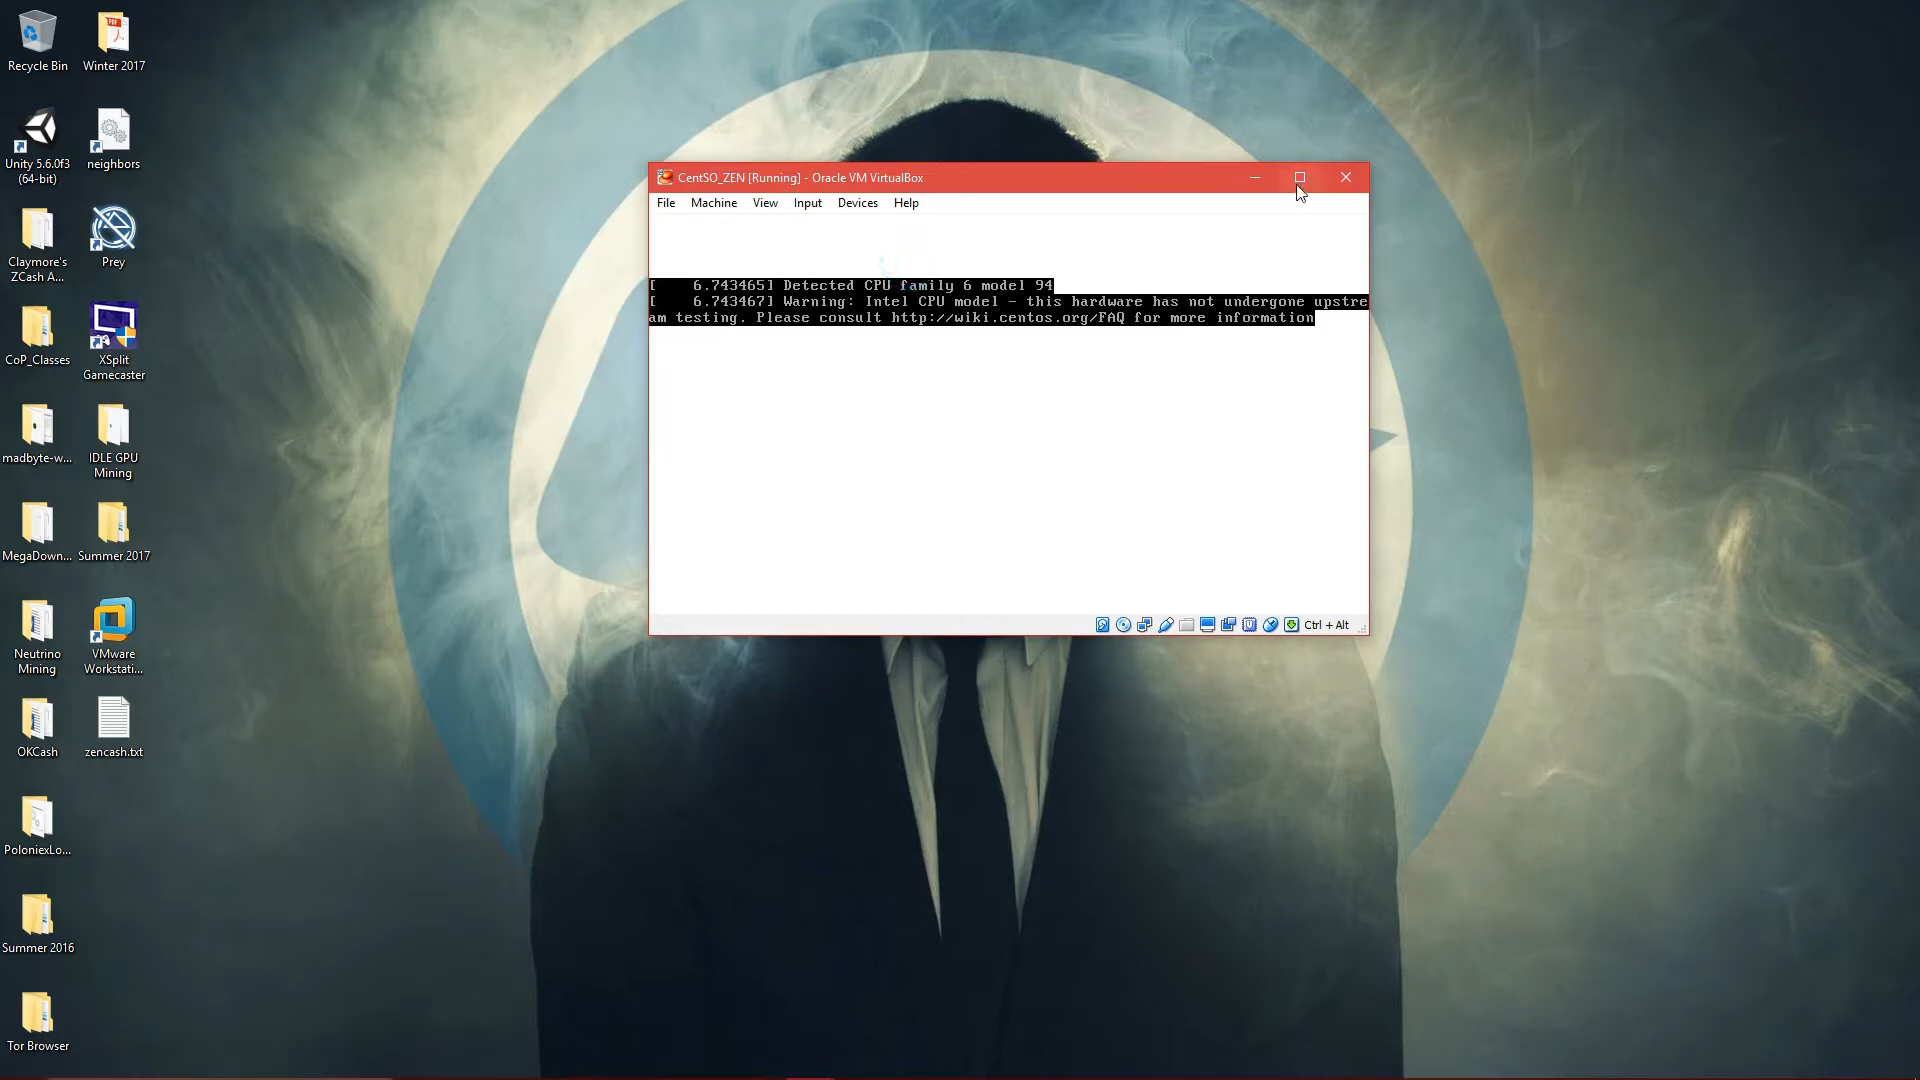 Recycle Bin
Winter 2017
Unity 5.6.0f3
(64-bit)
neighbors
Claymore's
ZCash A...
Prey
CoP_Classes
XSplit
Gamecaster
madbyte-w...
IDLE GPU
Mining
MegaDown...
Summer 2017
Neutrino
Mining
VMware
Workstati...
OKCash
zencash.txt
PoloniexLo...
Summer 2016
Tor Browser
CentSO_ZEN [Running] - Oracle VM VirtualBox
File Machine View Input Devices Help
[    6.743465] Detected CPU family 6 model 94
[    6.743467] Warning: Intel CPU model - this hardware has not undergone upstre
am testing. Please consult http://wiki.centos.org/FAQ for more information
Ctrl + Alt